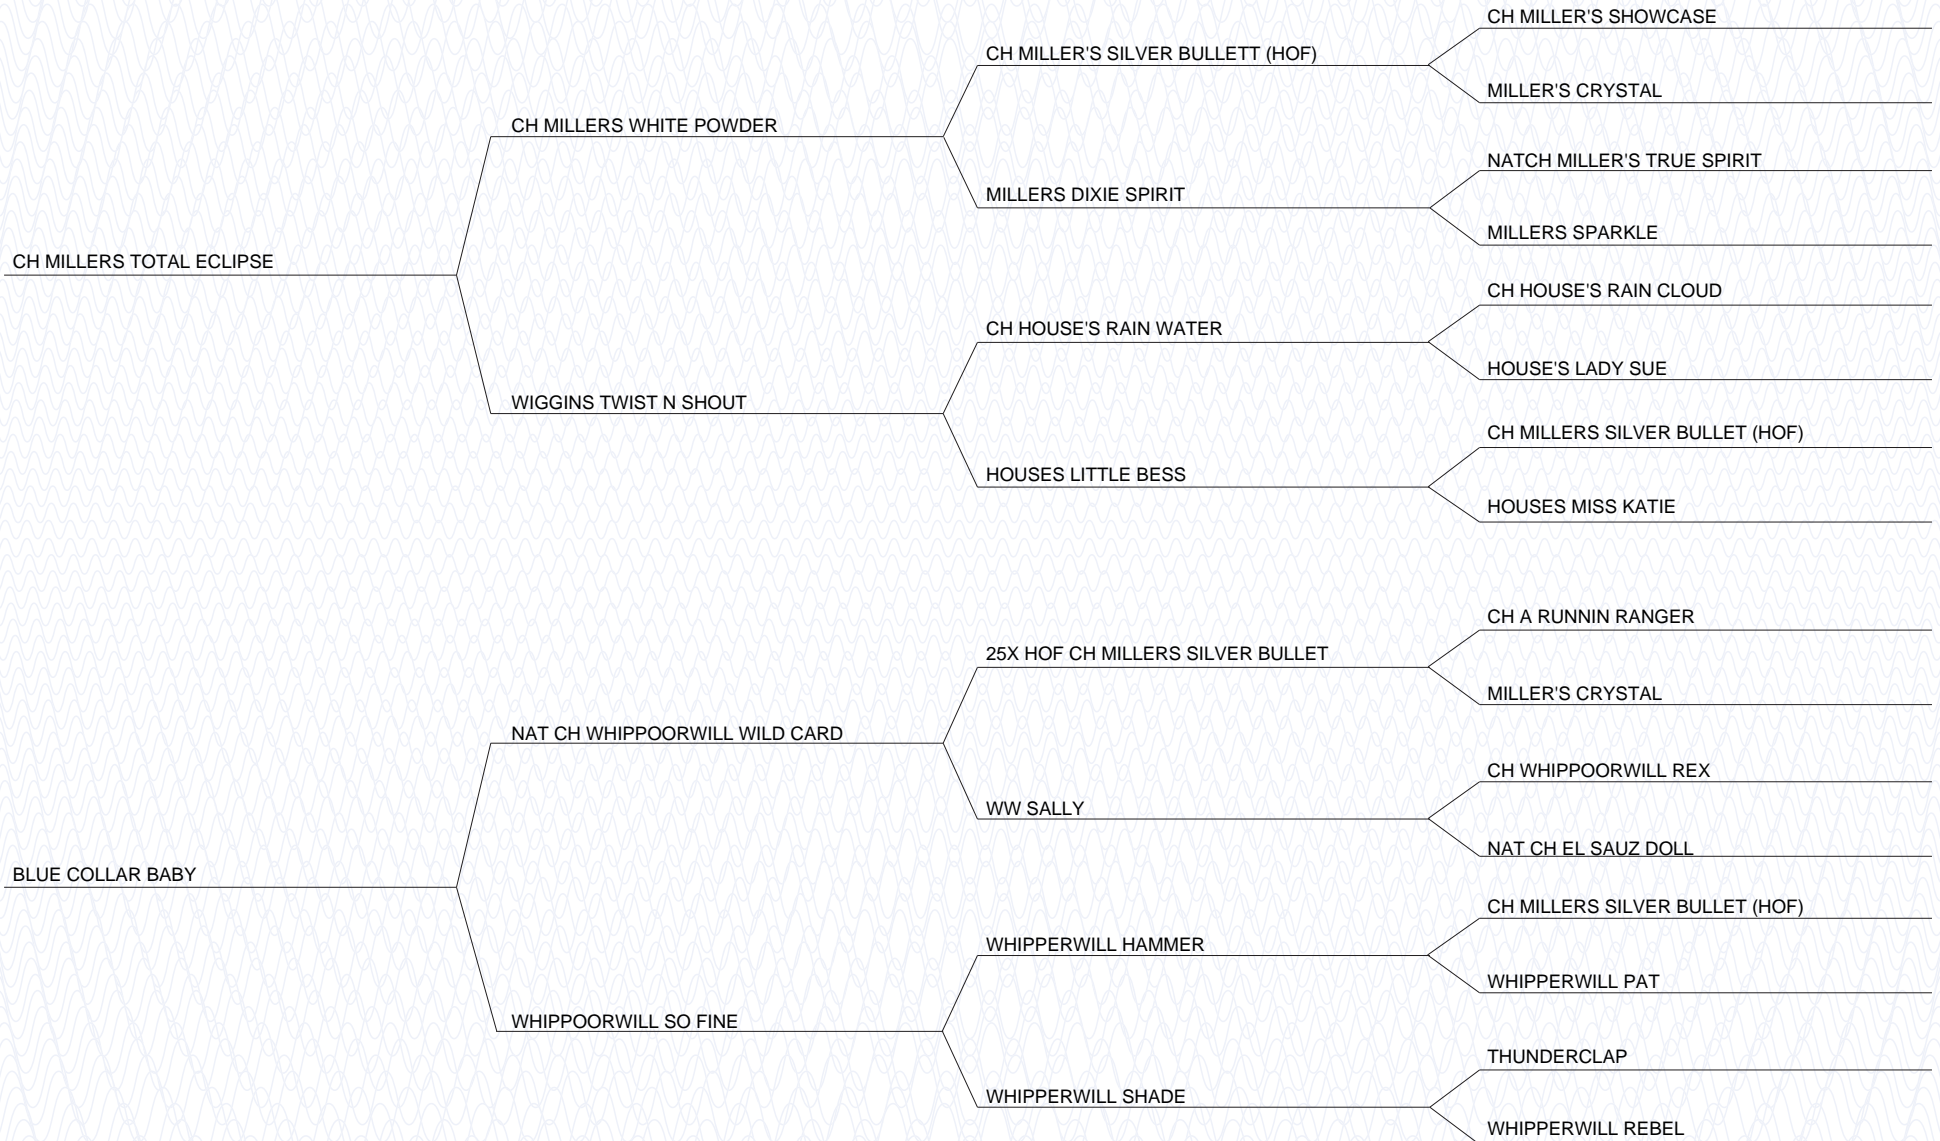 CH MILLER'S SHOWCASE
CH MILLER'S SILVER BULLETT (HOF)
MILLER'S CRYSTAL
CH MILLERS WHITE POWDER
NATCH MILLER'S TRUE SPIRIT
MILLERS DIXIE SPIRIT
MILLERS SPARKLE
CH MILLERS TOTAL ECLIPSE
CH HOUSE'S RAIN CLOUD
CH HOUSE'S RAIN WATER
HOUSE'S LADY SUE
WIGGINS TWIST N SHOUT
CH MILLERS SILVER BULLET (HOF)
HOUSES LITTLE BESS
HOUSES MISS KATIE
CH A RUNNIN RANGER
25X HOF CH MILLERS SILVER BULLET
MILLER'S CRYSTAL
NAT CH WHIPPOORWILL WILD CARD
CH WHIPPOORWILL REX
WW SALLY
NAT CH EL SAUZ DOLL
BLUE COLLAR BABY
CH MILLERS SILVER BULLET (HOF)
WHIPPERWILL HAMMER
WHIPPERWILL PAT
WHIPPOORWILL SO FINE
THUNDERCLAP
WHIPPERWILL SHADE
WHIPPERWILL REBEL